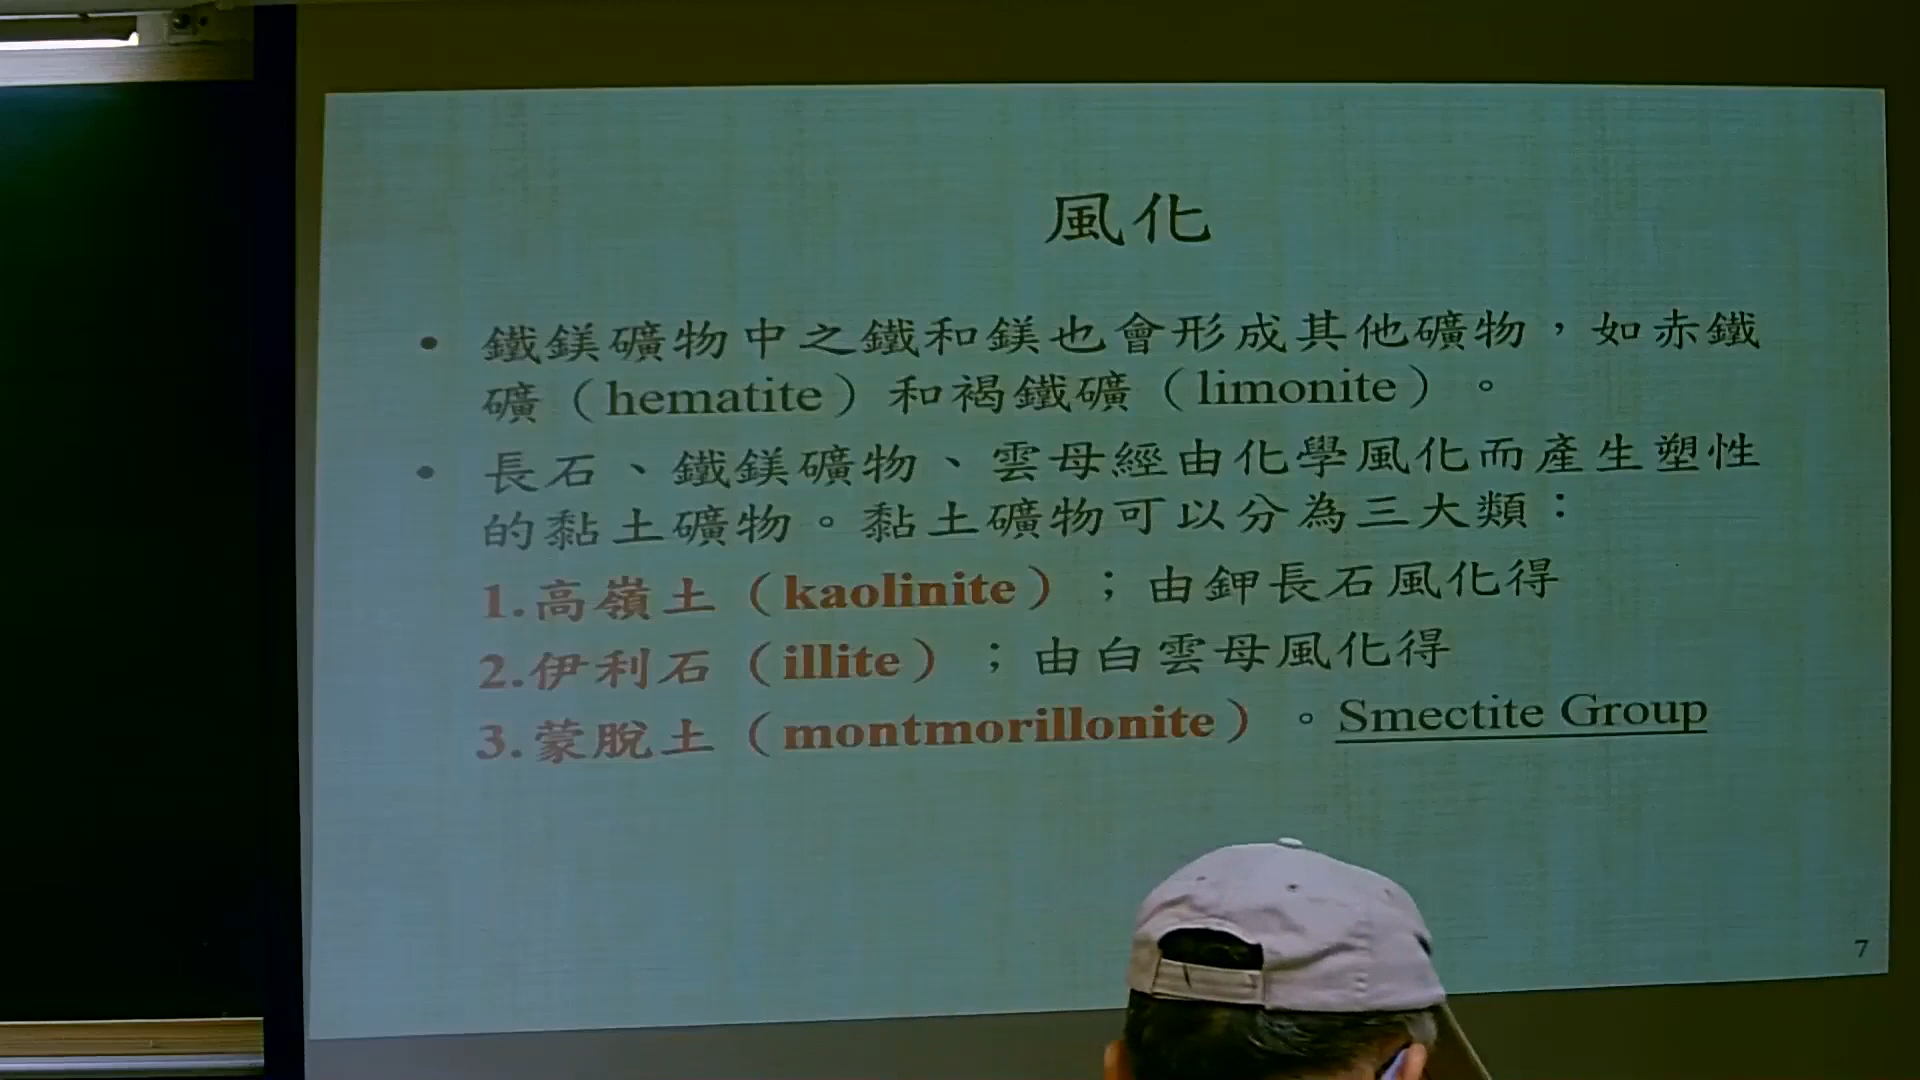 風化
• 鐵鎂礦物中之鐵和鎂也會形成其他礦物，如赤鐵
礦（hematite）和褐鐵礦（limonite）。
• 長石、鐵鎂礦物、雲母經由化學風化而產生塑性
的黏土礦物。黏土礦物可以分為三大類：
1.高嶺土（kaolinite）；由鉀長石風化得
2.伊利石（illite）；由白雲母風化得
3.蒙脫土（montmorillonite）。Smectite Group
7